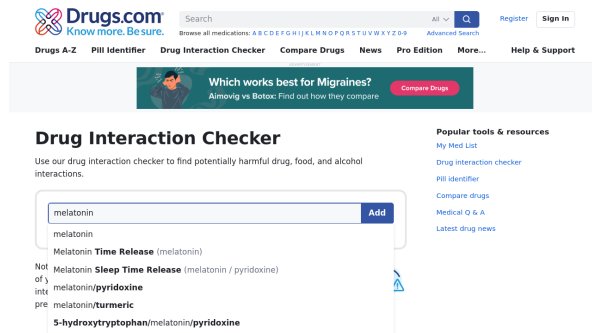 Drugs.com
Know more. Be sure.
Search
All
Register
Sign In
Browse all medications: A B C D E F G H I J K L M N O P Q R S T U V W X Y Z 0-9
Advanced Search
Drugs A-Z Pill Identifier Drug Interaction Checker Compare Drugs News Pro Edition More... Help & Support
Which works best for Migraines?
Aimovig vs Botox: Find out how they compare
Compare Drugs
Drug Interaction Checker
Use our drug interaction checker to find potentially harmful drug, food, and alcohol
interactions.
melatonin
Add
melatonin
Melatonin Time Release (melatonin)
Melatonin Sleep Time Release (melatonin / pyridoxine)
melatonin/pyridoxine
melatonin/turmeric
5-hydroxytryptophan/melatonin/pyridoxine
Not
of y
inte
pre
Popular tools & resources
My Med List
Drug interaction checker
Pill identifier
Compare drugs
Medical Q & A
Latest drug news